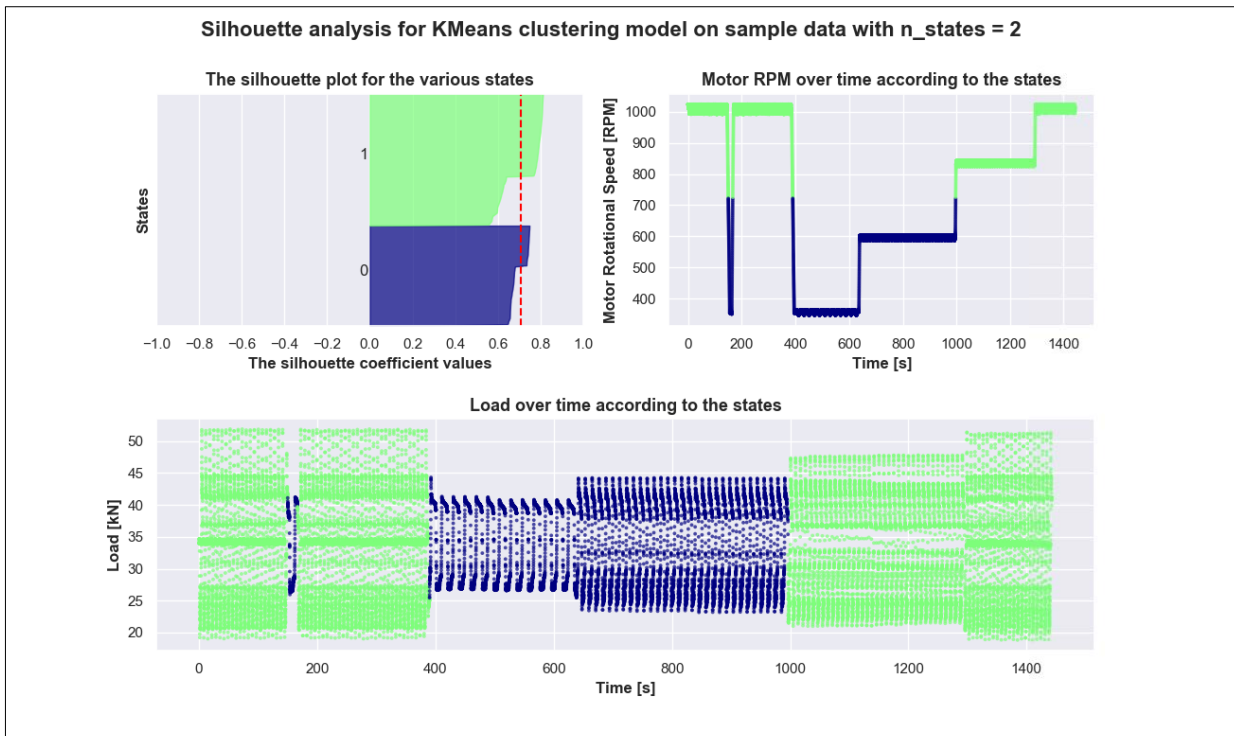 Silhouette analysis for KMeans clustering model on sample data with n_states = 2
The silhouette plot for the various states
States
1
0
−1.0 −0.8 −0.6 −0.4 −0.2 0.0 0.2 0.4 0.6 0.8 1.0
The silhouette coefficient values
Motor RPM over time according to the states
Motor Rotational Speed [RPM]
1000
900
800
700
600
500
400
0 200 400 600 800 1000 1200 1400
Time [s]
Load over time according to the states
Load [kN]
50
45
40
35
30
25
20
0 200 400 600 800 1000 1200 1400
Time [s]